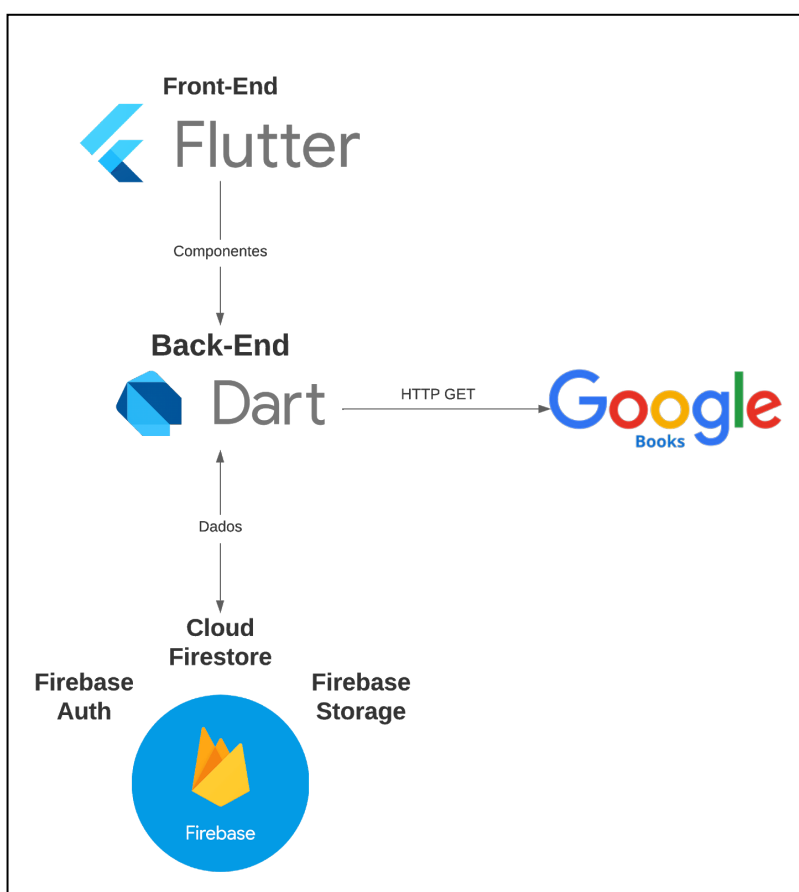 Front-End
Flutter
Componentes
Back-End
Dart
HTTP GET
Google
Books
Dados
Cloud
Firestore
Firebase
Auth
Firebase
Storage
Firebase